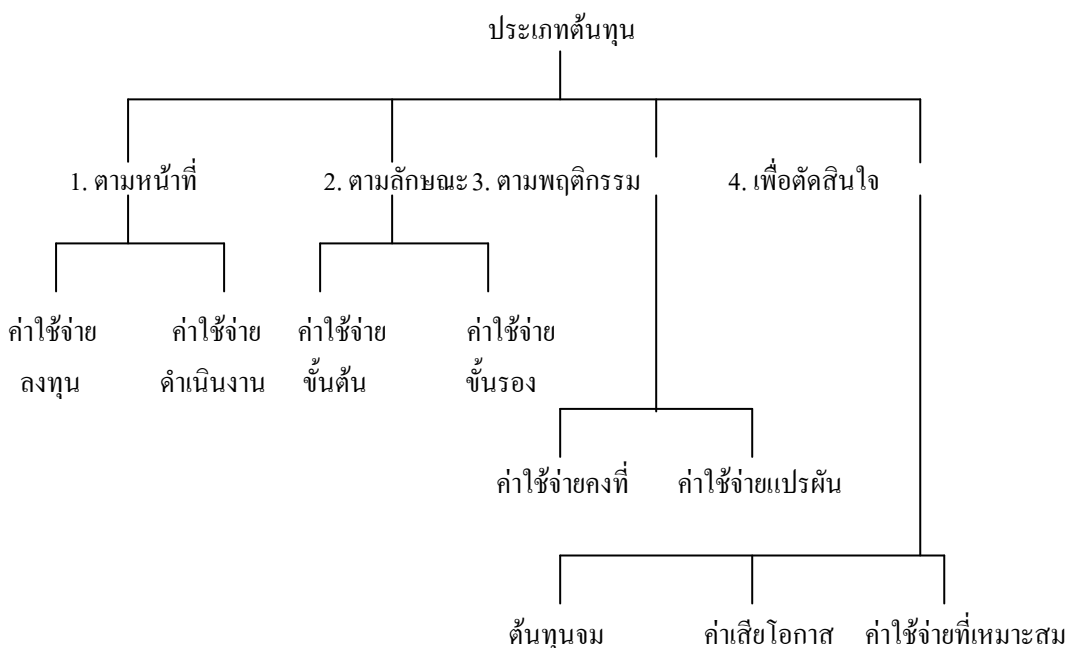 ประเภทต้นทุน
1. ตามหน้าที่ 2. ตามลักษณะ 3. ตามพฤติกรรม 4. เพื่อตัดสินใจ
ค่าใช้จ่าย ค่าใช้จ่าย ค่าใช้จ่าย ค่าใช้จ่าย
ลงทุน ดำเนินงาน ขั้นต้น ขั้นรอง
ค่าใช้จ่ายคงที่ ค่าใช้จ่ายแปรผัน
ต้นทุนจม ค่าเสียโอกาส ค่าใช้จ่ายที่เหมาะสม